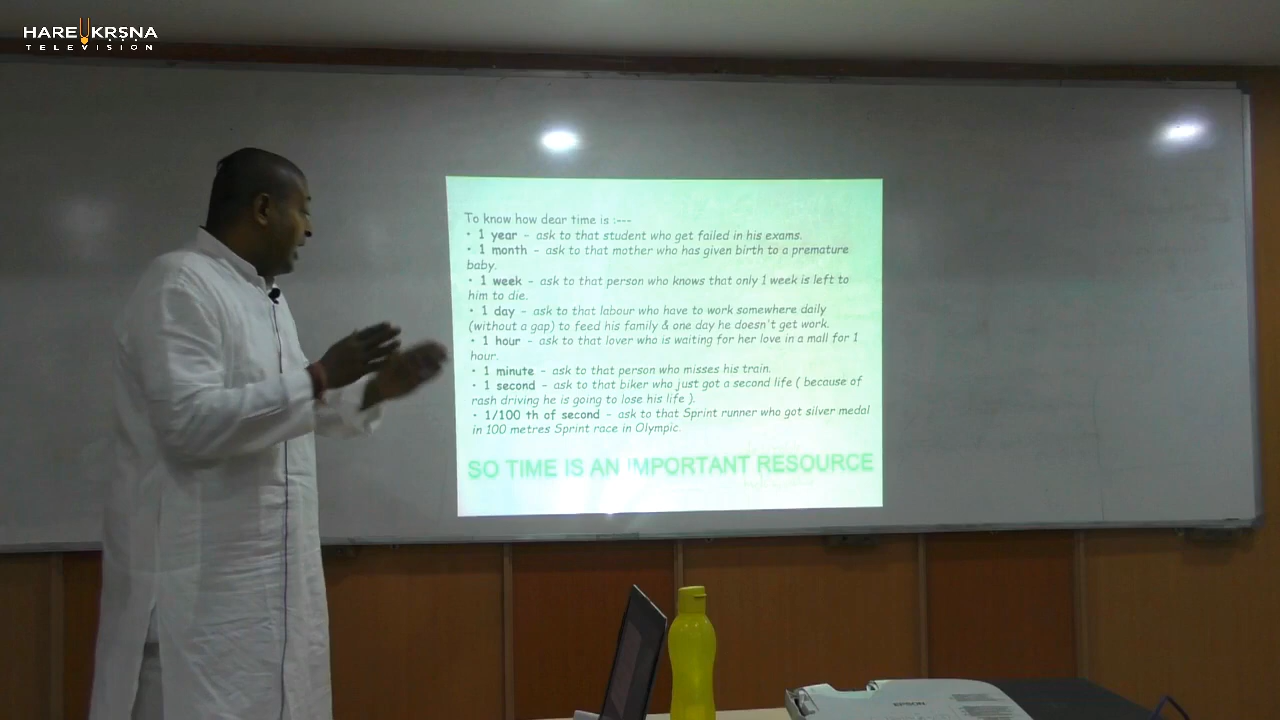 HARE KRSNA
TELEVISION
To know how dear time is :---
• 1 year – ask to that student who get failed in his exams.
• 1 month – ask to that mother who has given birth to a premature
baby.
• 1 week – ask to that person who knows that only 1 week is left to
him to die.
• 1 day – ask to that labour who have to work somewhere daily
(without a gap) to feed his family & one day he doesn't get work.
• 1 hour – ask to that lover who is waiting for her love in a mall for 1
hour.
• 1 minute – ask to that person who misses his train.
• 1 second – ask to that biker who just got a second life ( because of
rash driving he is going to lose his life ).
• 1/100 th of second – ask to that Sprint runner who got silver medal
in 100 metres Sprint race in Olympic.
SO TIME IS AN IMPORTANT RESOURCE
EPSON